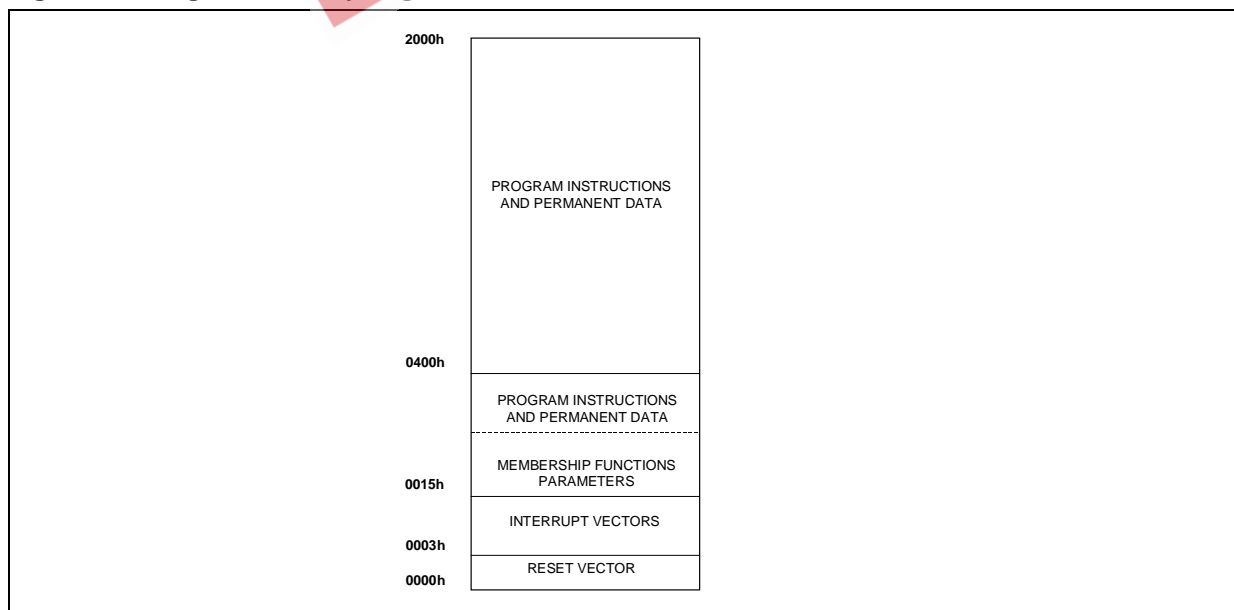 2000h
PROGRAM INSTRUCTIONS
AND PERMANENT DATA
0400h
PROGRAM INSTRUCTIONS
AND PERMANENT DATA
MEMBERSHIP FUNCTIONS
PARAMETERS
0015h
INTERRUPT VECTORS
0003h
RESET VECTOR
0000h